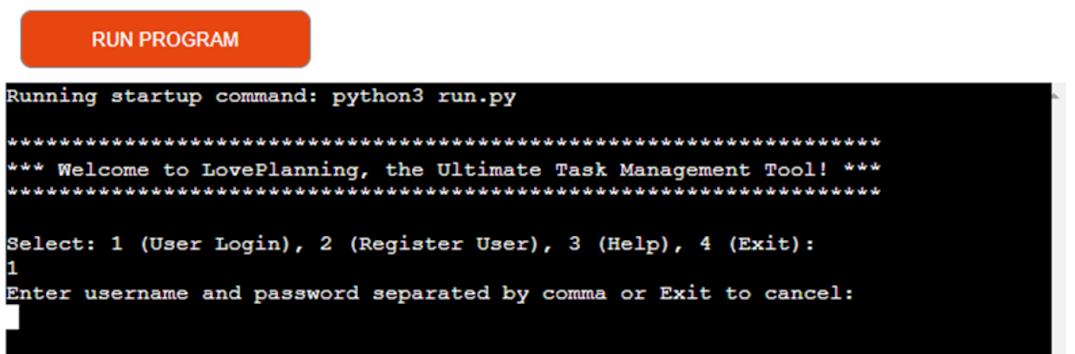 RUN PROGRAM
Running startup command: python3 run.py
*******************************************************************
*** Welcome to LovePlanning, the Ultimate Task Management Tool! ***
*******************************************************************
Select: 1 (User Login), 2 (Register User), 3 (Help), 4 (Exit):
1
Enter username and password separated by comma or Exit to cancel: